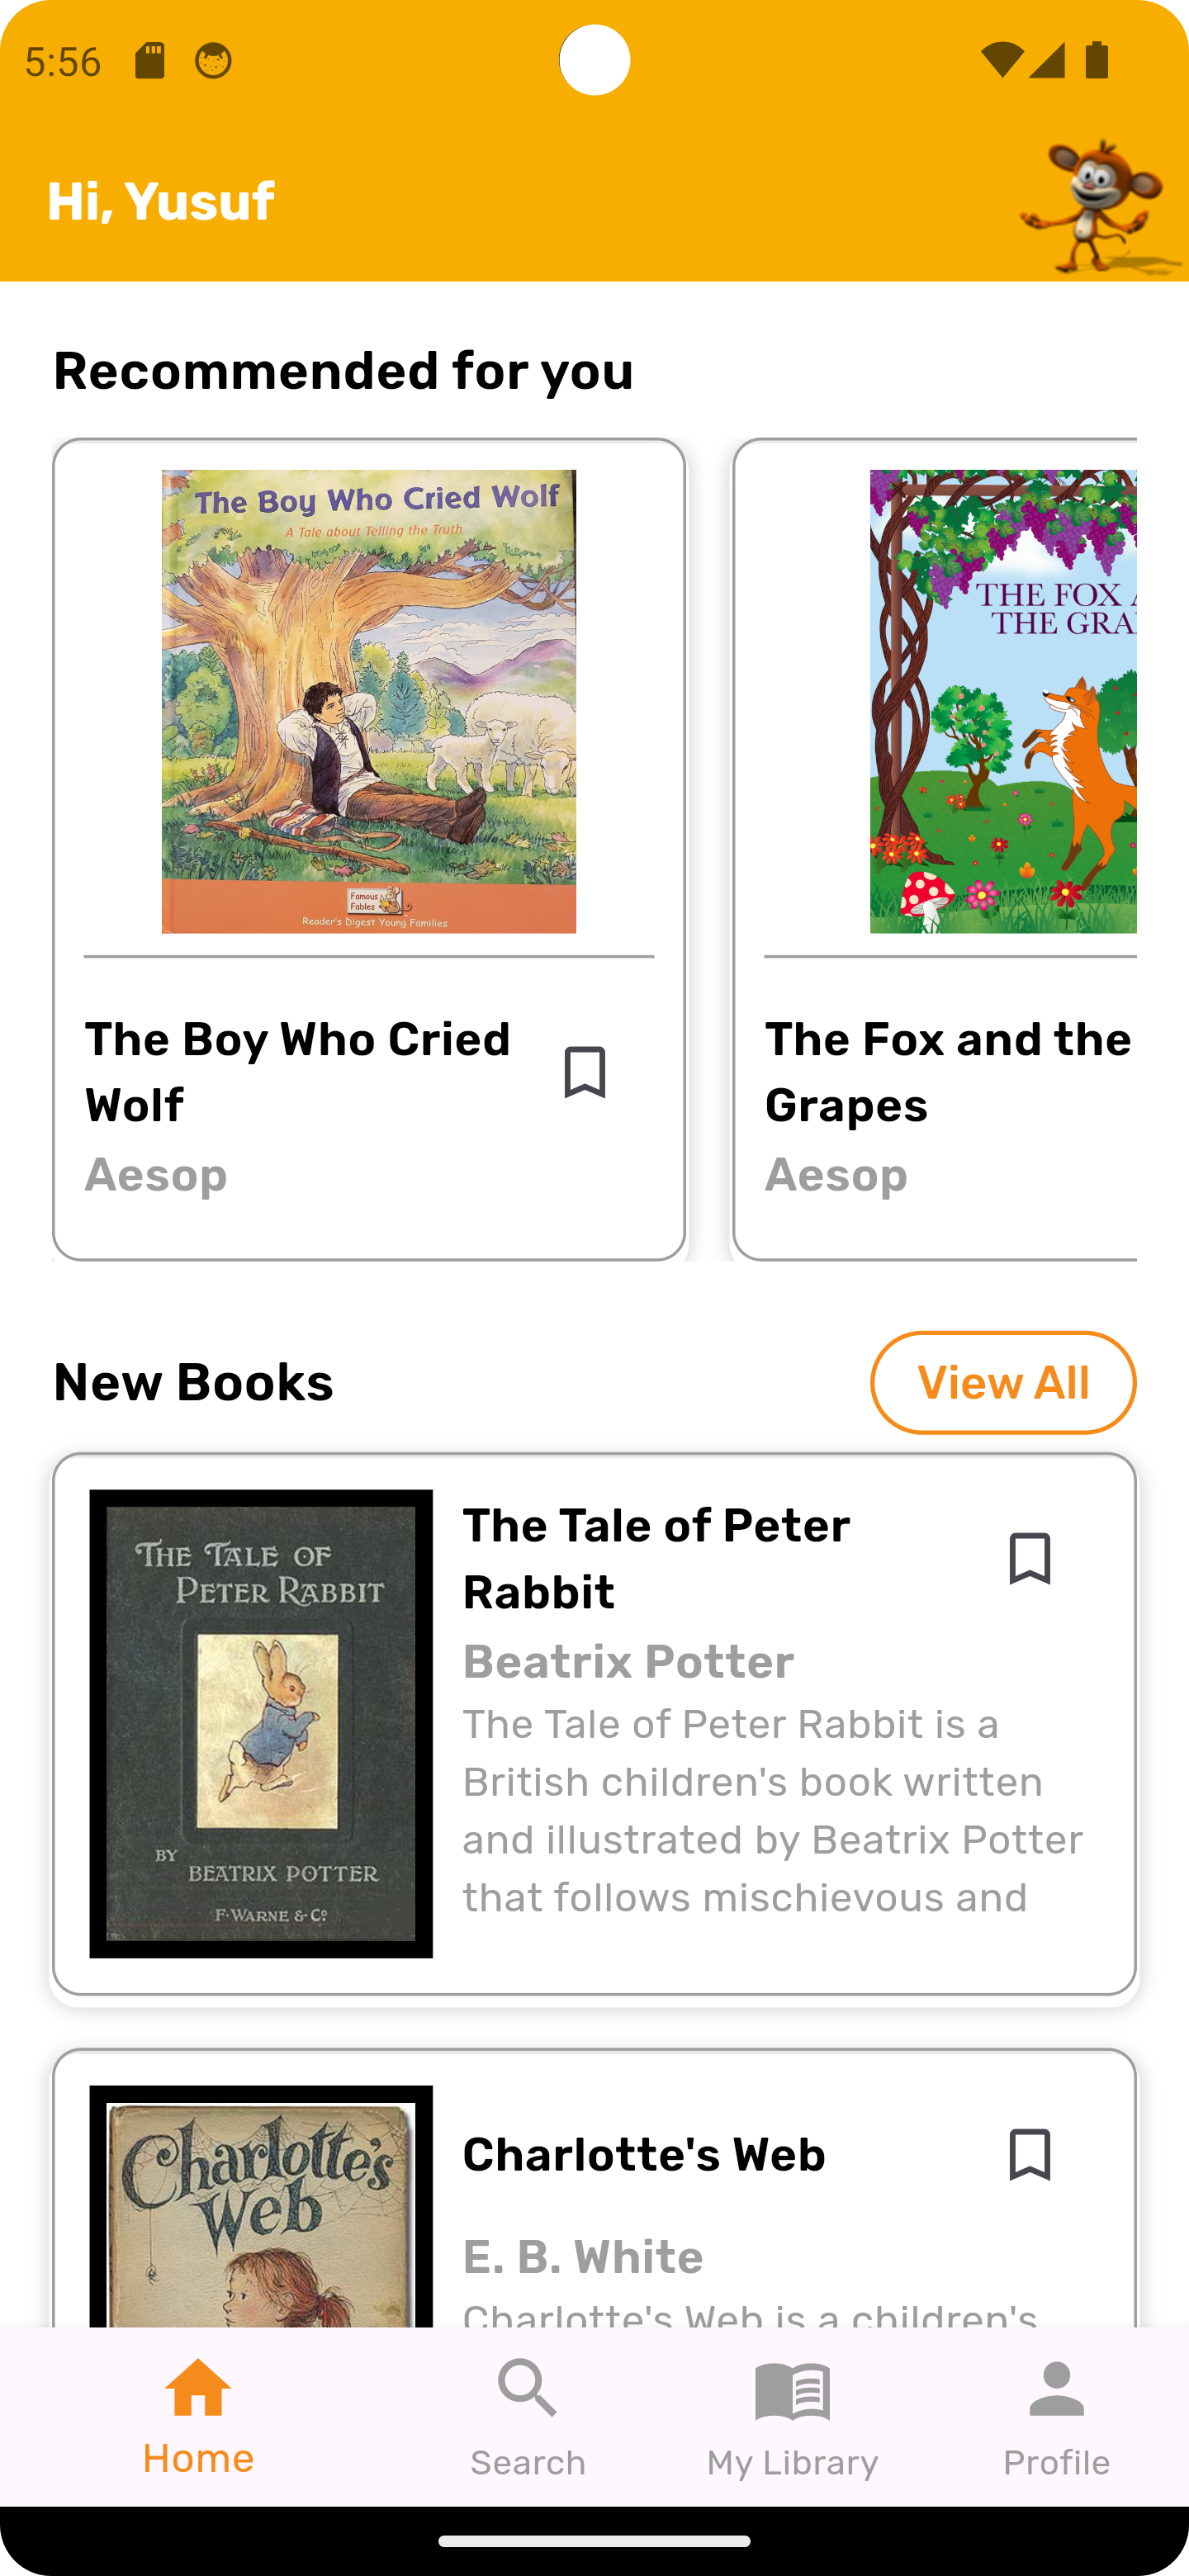 5:56
Hi, Yusuf
Recommended for you
The Boy Who Cried Wolf
A Tale about Telling the Truth
Famous
Fables
Reader's Digest Young Families
THE FOX
THE GRA
The Boy Who Cried
Wolf
Aesop
The Fox and the
Grapes
Aesop
New Books
View All
THE TALE OF
PETER RABBIT
BY
BEATRIX POTTER
F. WARNE & Co
The Tale of Peter
Rabbit
Beatrix Potter
The Tale of Peter Rabbit is a
British children's book written
and illustrated by Beatrix Potter
that follows mischievous and
Charlotte's
Web
Charlotte's Web
E. B. White
Charlotte's Web is a children's
Home
Search
My Library
Profile